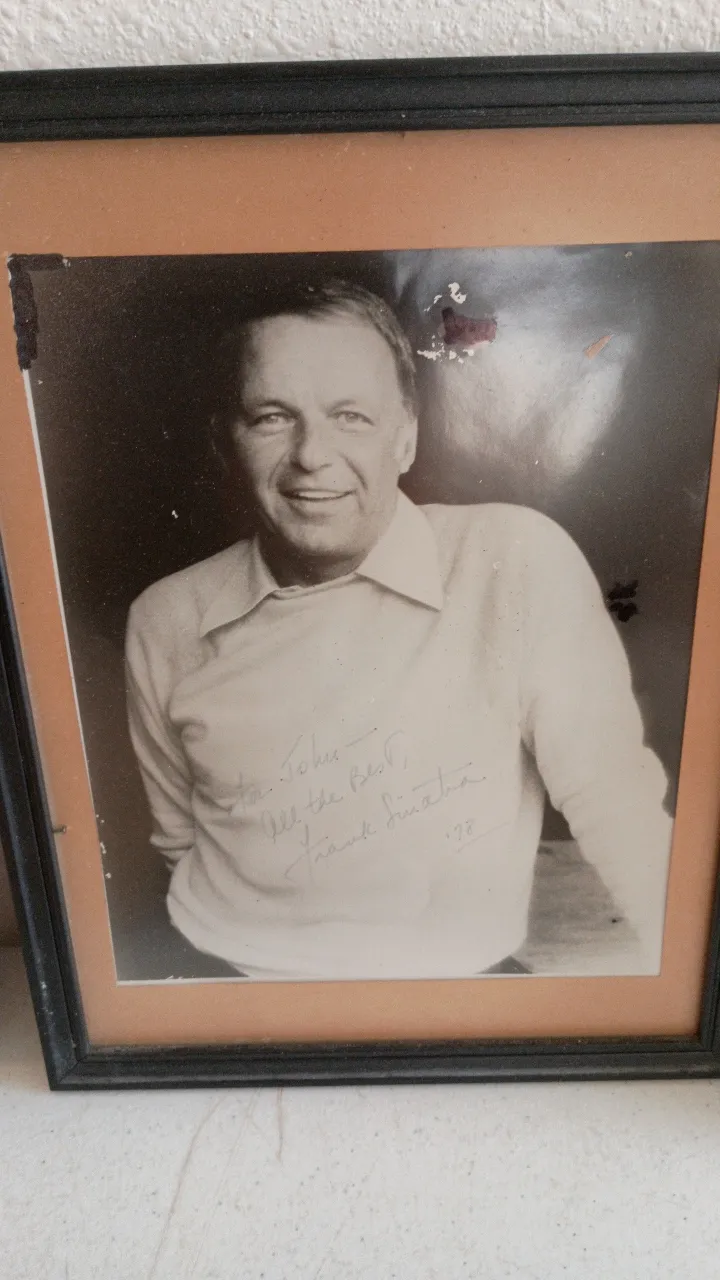 To John —
All the Best,
Frank Sinatra
'78